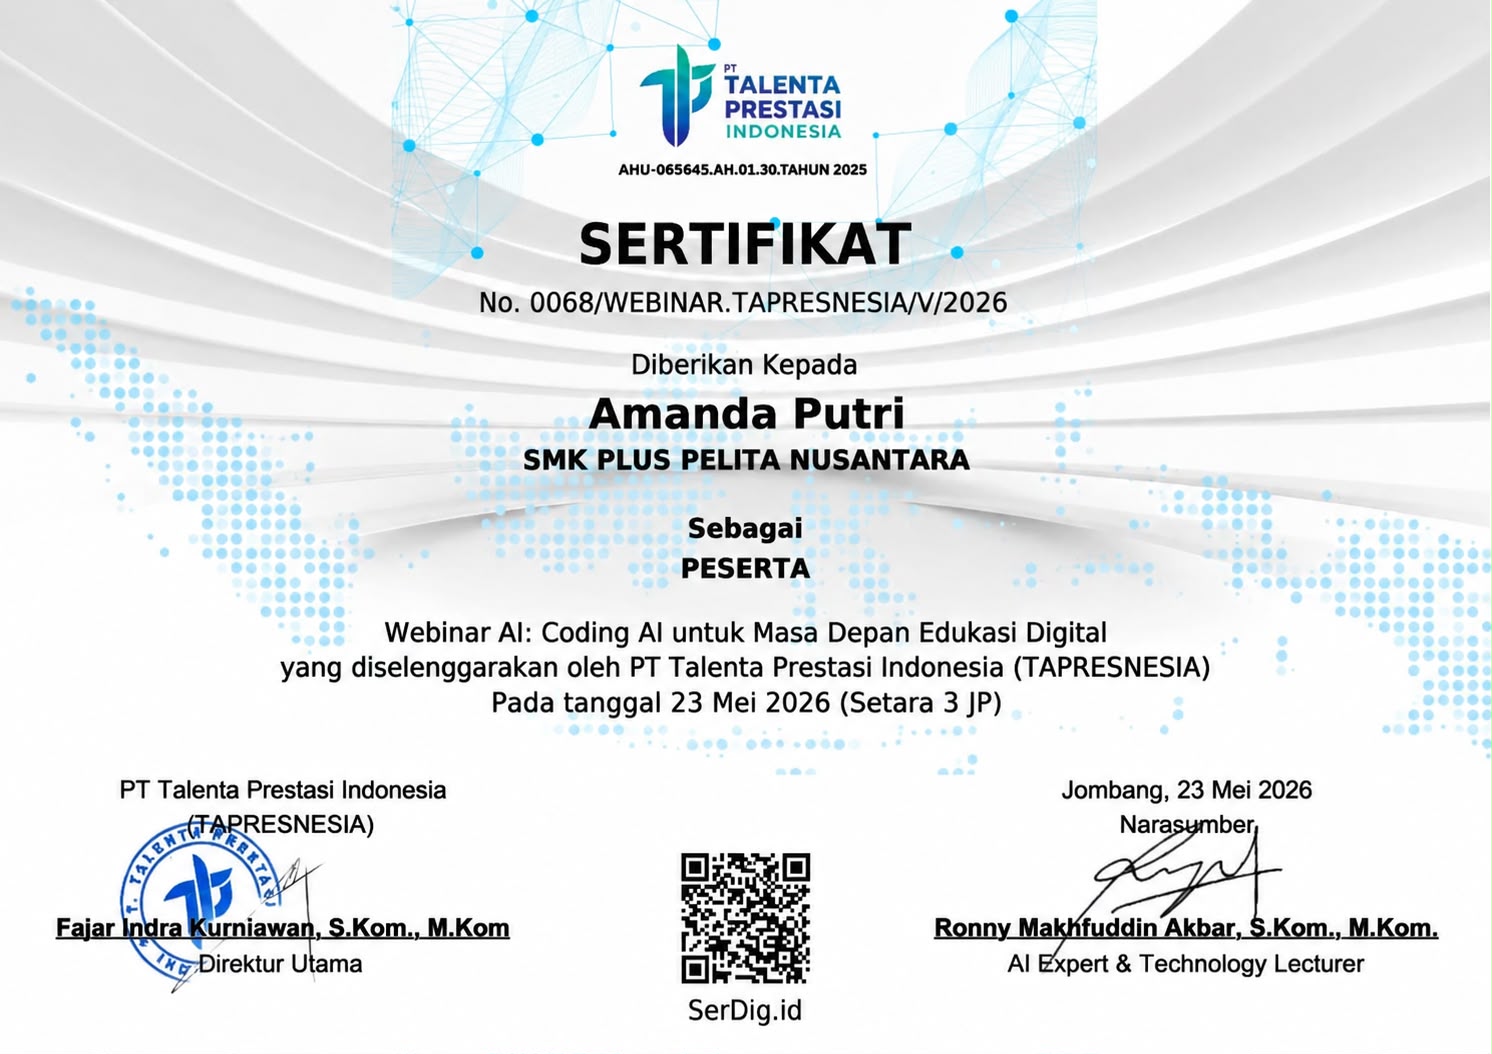 PT
TALENTA
PRESTASI
INDONESIA
AHU-065645.AH.01.30.TAHUN 2025
SERTIFIKAT
No. 0068/WEBINAR.TAPRESNESIA/V/2026
Diberikan Kepada
Amanda Putri
SMK PLUS PELITA NUSANTARA
Sebagai
PESERTA
Webinar AI: Coding AI untuk Masa Depan Edukasi Digital
yang diselenggarakan oleh PT Talenta Prestasi Indonesia (TAPRESNESIA)
Pada tanggal 23 Mei 2026 (Setara 3 JP)
PT Talenta Prestasi Indonesia
(TAPRESNESIA)
Fajar Indra Kurniawan, S.Kom., M.Kom
Direktur Utama
Jombang, 23 Mei 2026
Narasumber,
Ronny Makhfuddin Akbar, S.Kom., M.Kom.
AI Expert & Technology Lecturer
SerDig.id